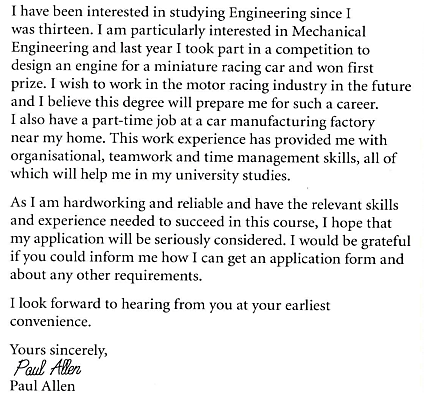 I have been interested in studying Engineering since I
was thirteen. I am particularly interested in Mechanical
Engineering and last year I took part in a competition to
design an engine for a miniature racing car and won first
prize. I wish to work in the motor racing industry in the future
and I believe this degree will prepare me for such a career.
I also have a part-time job at a car manufacturing factory
near my home. This work experience has provided me with
organisational, teamwork and time management skills, all of
which will help me in my university studies.
As I am hardworking and reliable and have the relevant skills
and experience needed to succeed in this course, I hope that
my application will be seriously considered. I would be grateful
if you could inform me how I can get an application form and
about any other requirements.
I look forward to hearing from you at your earliest
convenience.
Yours sincerely,
Paul Allen
Paul Allen